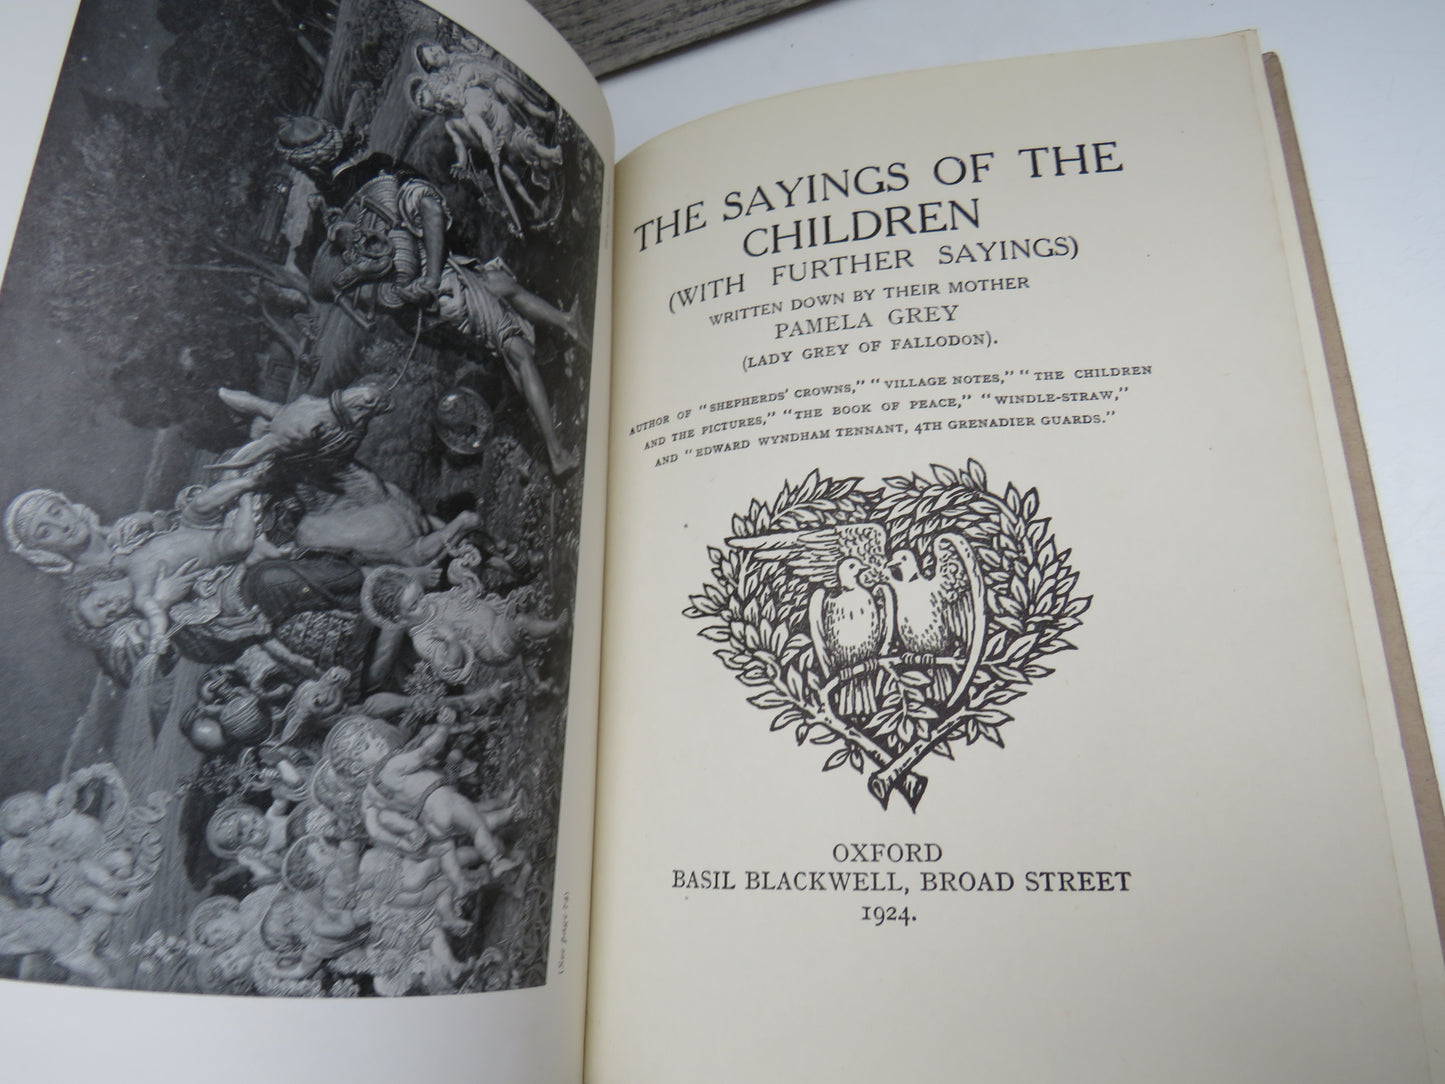 THE SAYINGS OF THE
CHILDREN
(WITH FURTHER SAYINGS)
WRITTEN DOWN BY THEIR MOTHER
PAMELA GREY
(LADY GREY OF FALLODON).
AUTHOR OF "SHEPHERDS' CROWNS," "VILLAGE NOTES," "THE CHILDREN
AND THE PICTURES," "THE BOOK OF PEACE," "WINDLE-STRAW,"
AND "EDWARD WYNDHAM TENNANT, 4TH GRENADIER GUARDS."
OXFORD
BASIL BLACKWELL, BROAD STREET
1924.
(See page